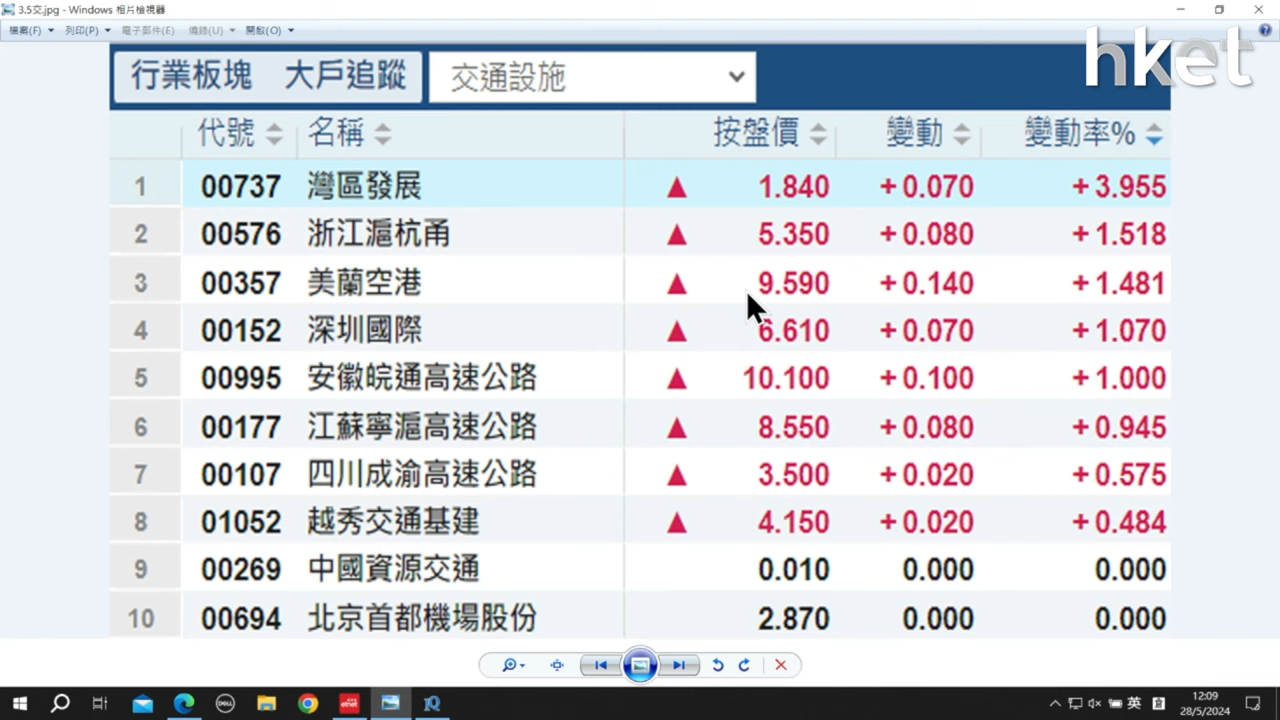 3.5交.jpg - Windows 相片檢視器
檔案(F) 列印(P) 電子郵件(E) 燒錄(U) 開啟(O)
hket
行業板塊 大戶追蹤 交通設施
代號 名稱 按盤價 變動 變動率%
1 00737 灣區發展 ▲ 1.840 +0.070 +3.955
2 00576 浙江滬杭甬 ▲ 5.350 +0.080 +1.518
3 00357 美蘭空港 ▲ 9.590 +0.140 +1.481
4 00152 深圳國際 ▲ 6.610 +0.070 +1.070
5 00995 安徽皖通高速公路 ▲ 10.100 +0.100 +1.000
6 00177 江蘇寧滬高速公路 ▲ 8.550 +0.080 +0.945
7 00107 四川成渝高速公路 ▲ 3.500 +0.020 +0.575
8 01052 越秀交通基建 ▲ 4.150 +0.020 +0.484
9 00269 中國資源交通 0.010 0.000 0.000
10 00694 北京首都機場股份 2.870 0.000 0.000
DELL etnet IQ 英 12:09
28/5/2024